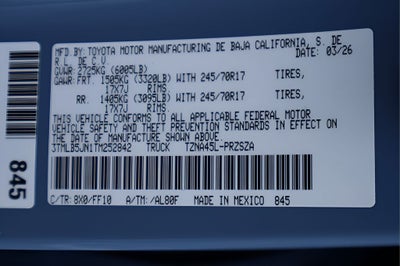 MFD. BY: TOYOTA MOTOR MANUFACTURING DE BAJA CALIFORNIA, S. DE
R.L. DE C.V. 03/26
GVWR: 2725KG (6005LB)
GAWR: FRT. 1505KG (3320LB) WITH 245/70R17 TIRES,
17X7J RIMS
RR. 1405KG (3095LB) WITH 245/70R17 TIRES,
17X7J RIMS
THIS VEHICLE CONFORMS TO ALL APPLICABLE FEDERAL MOTOR
VEHICLE SAFETY AND THEFT PREVENTION STANDARDS IN EFFECT
ON THE DATE OF MANUFACTURE SHOWN ABOVE.
3TMLB5JN1TM252842 TRUCK TZNA45L-PRZSZA
C/TR: 8X0/FF10 A/TM: /AL80F MADE IN MEXICO 845
845